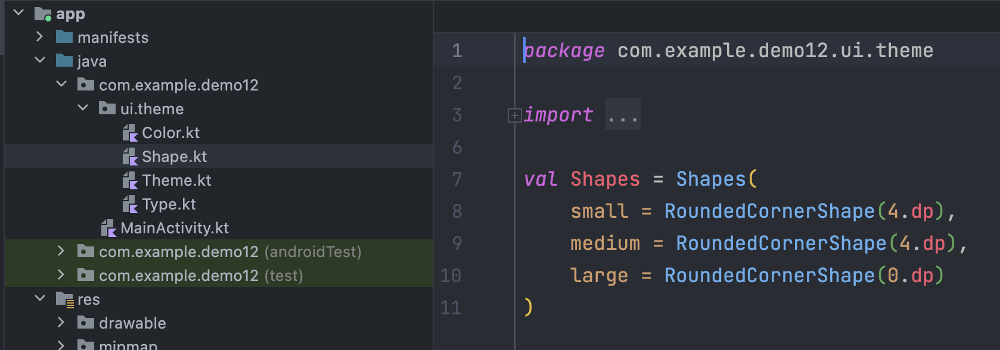 app
manifests
java
com.example.demo12
ui.theme
Color.kt
Shape.kt
Theme.kt
Type.kt
MainActivity.kt
com.example.demo12 (androidTest)
com.example.demo12 (test)
res
drawable
mipmap
1 package com.example.demo12.ui.theme
2
3 import ...
6
7 val Shapes = Shapes(
8 small = RoundedCornerShape(4.dp),
9 medium = RoundedCornerShape(4.dp),
10 large = RoundedCornerShape(0.dp)
11 )